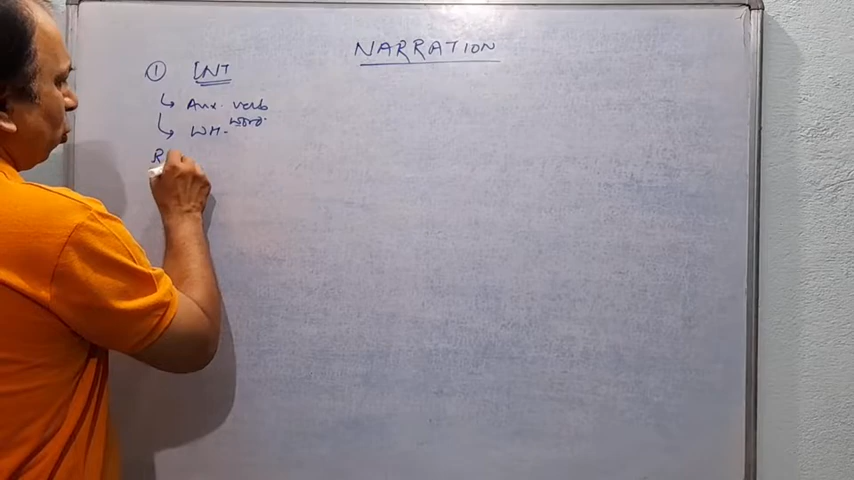 NARRATION
① INT
↳ Aux. verb
↳ WH- word.
R